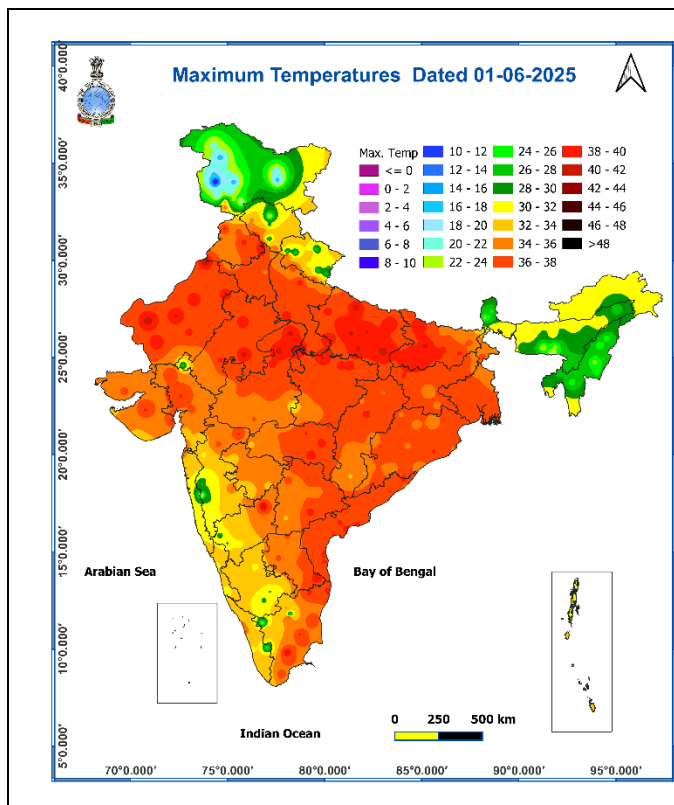 Maximum Temperatures Dated 01-06-2025
40°0.000'
35°0.000'
30°0.000'
25°0.000'
20°0.000'
15°0.000'
10°0.000'
5°0.000'
Max. Temp
<= 0
0 - 2
2 - 4
4 - 6
6 - 8
8 - 10
10 - 12
12 - 14
14 - 16
16 - 18
18 - 20
20 - 22
22 - 24
24 - 26
26 - 28
28 - 30
30 - 32
32 - 34
34 - 36
36 - 38
38 - 40
40 - 42
42 - 44
44 - 46
46 - 48
>48
Arabian Sea
Bay of Bengal
Indian Ocean
0 250 500 km
70°0.000' 75°0.000' 80°0.000' 85°0.000' 90°0.000' 95°0.000'